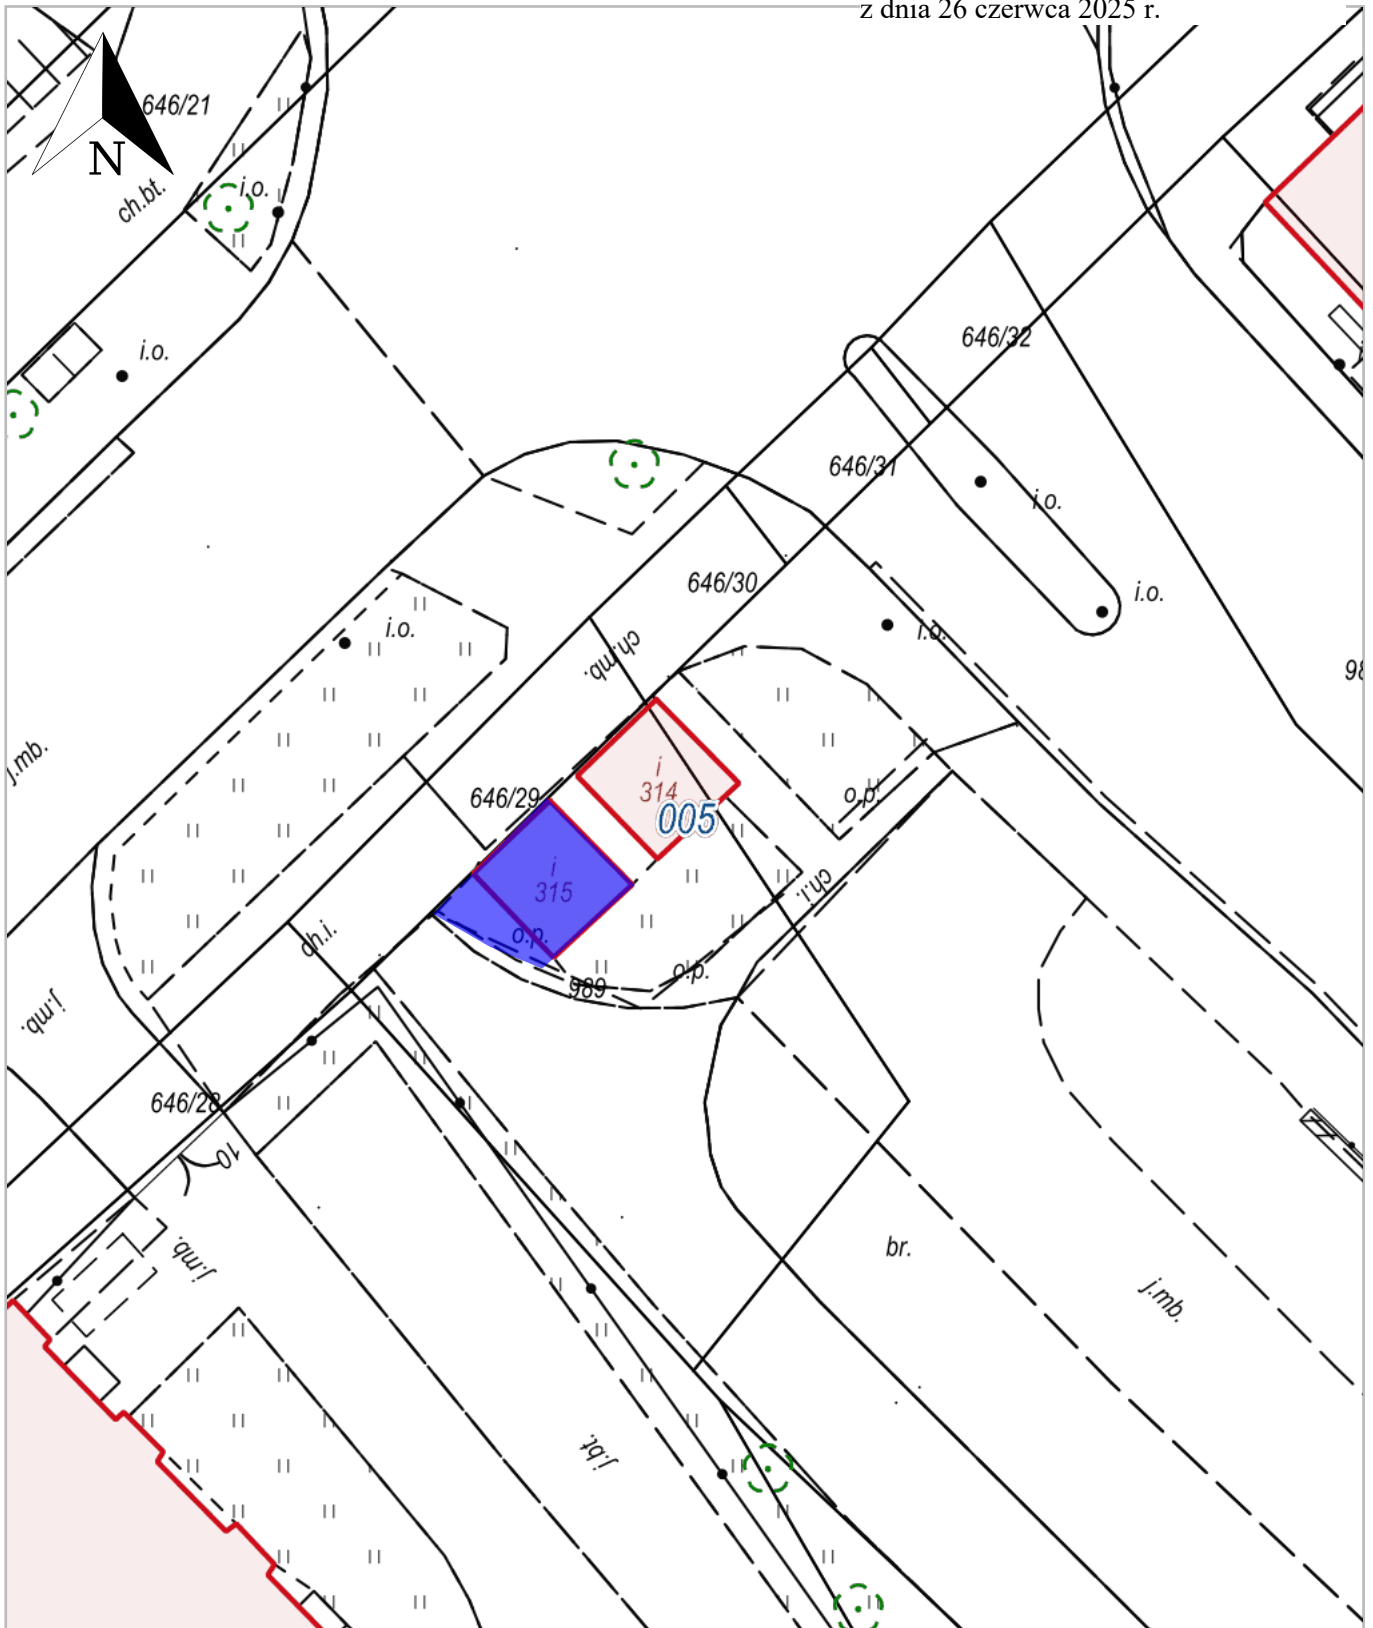 z dnia 26 czerwca 2025 r.
646/21
N
ch.bt.
i.o.
i.o.
646/32
646/31
i.o.
646/30
i.o.
i.o.
i.o.
ch.mb.
98
j.mb.
i
314
646/29
005
o.p.
i
315
ch.i.
o.p.
ch.i.
o.p.
989
j.mb.
646/28
10
j.mb.
br.
j.mb.
j.bt.